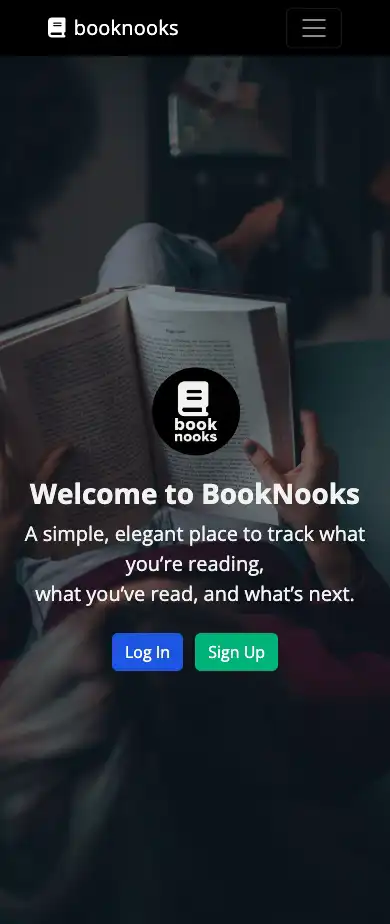 booknooks
book
nooks
Welcome to BookNooks
A simple, elegant place to track what
you’re reading,
what you’ve read, and what’s next.
Log In Sign Up